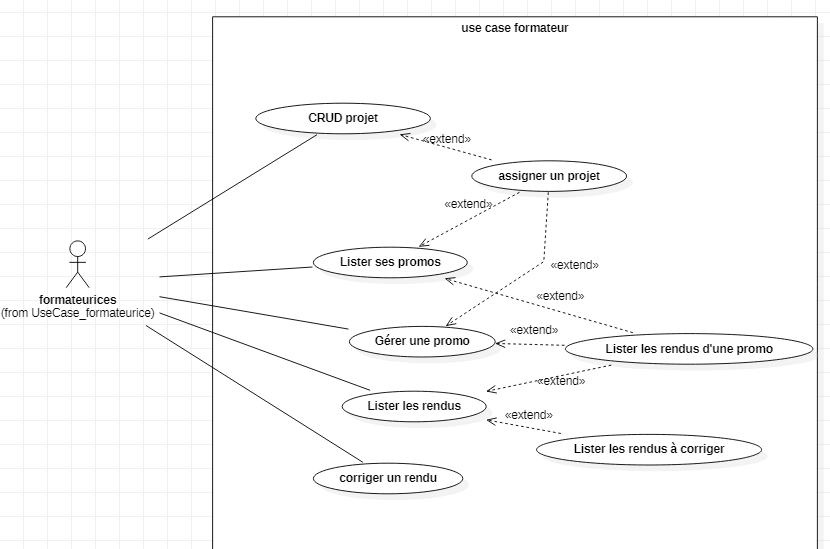 use case formateur
CRUD projet
«extend»
assigner un projet
«extend»
Lister ses promos
«extend»
«extend»
formateurices
(from UseCase_formateurice)
«extend»
Gérer une promo
Lister les rendus d'une promo
«extend»
Lister les rendus
«extend»
Lister les rendus à corriger
corriger un rendu